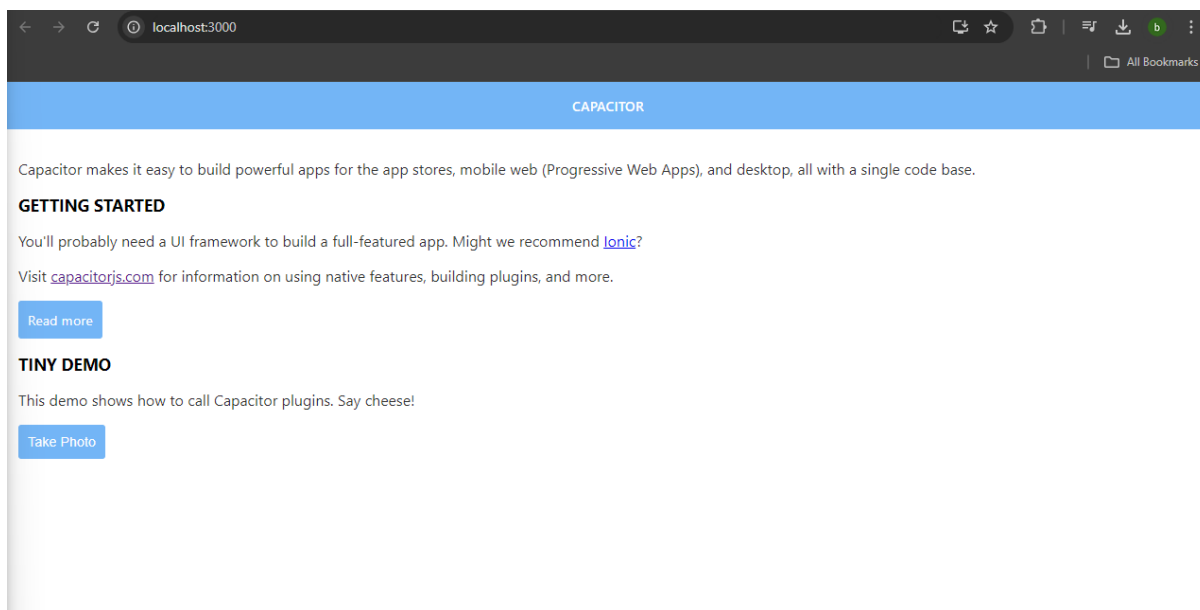 localhost:3000
b
All Bookmarks
CAPACITOR
Capacitor makes it easy to build powerful apps for the app stores, mobile web (Progressive Web Apps), and desktop, all with a single code base.
GETTING STARTED
You'll probably need a UI framework to build a full-featured app. Might we recommend Ionic?
Visit capacitorjs.com for information on using native features, building plugins, and more.
Read more
TINY DEMO
This demo shows how to call Capacitor plugins. Say cheese!
Take Photo